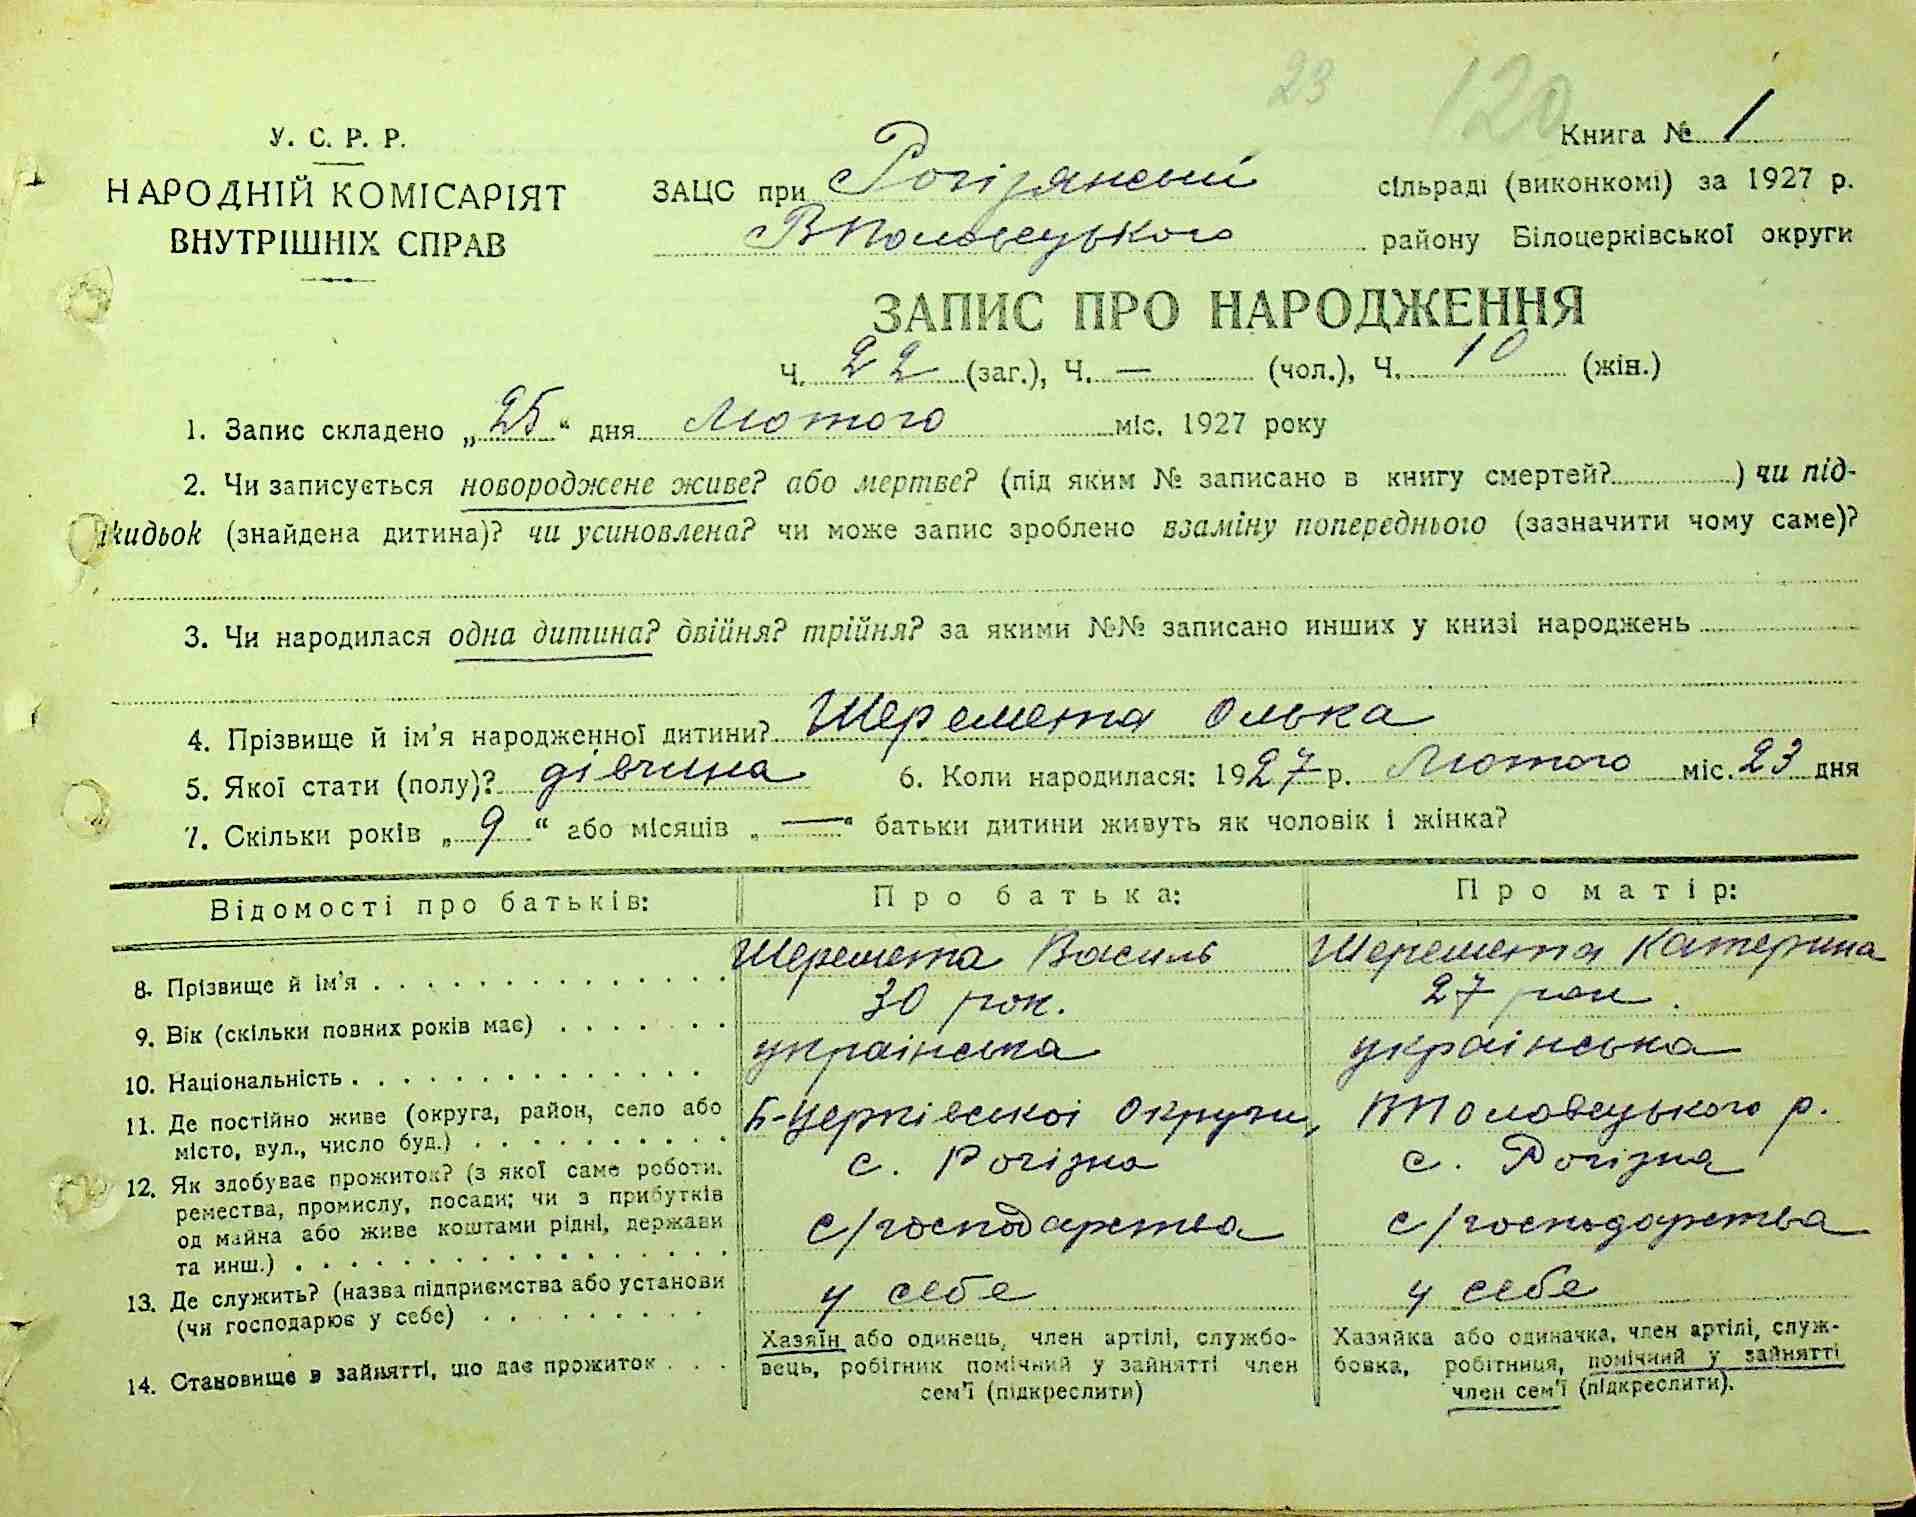 23 120
У. С. Р. Р.
НАРОДНІЙ КОМІСАРІЯТ
ВНУТРІШНІХ СПРАВ
Книга № 1
ЗАЦС при Рогізянській сільраді (виконкомі) за 1927 р.
ВПоловецького району Білоцерківської округи
ЗАПИС ПРО НАРОДЖЕННЯ
Ч. 22 (заг.), Ч. — (чол.), Ч. 10 (жін.)
1. Запис складено „25“ дня Лютого міс. 1927 року
2. Чи записується новороджене живе? або мертве? (під яким № записано в книгу смертей?) чи під-
кидьок (знайдена дитина)? чи усиновлена? чи може запис зроблено взаміну попереднього (зазначити чому саме)?
3. Чи народилася одна дитина? двійня? трійня? за якими №№ записано инших у книзі народжень
4. Прізвище й ім'я народженної дитини? Шеремета Олька
5. Якої стати (полу)? дівчина 6. Коли народилася: 1927 р. Лютого міс. 23 дня
7. Скільки років „9“ або місяців „—“ батьки дитини живуть як чоловік і жінка?
Відомості про батьків: Про батька: Про матір:
8. Прізвище й ім'я Шеремета Василь Шеремета Катерина
9. Вік (скільки повних років має) 30 рок. 27 рок.
10. Національність українська українська
11. Де постійно живе (округа, район, село або Б-Церківської Округи, ВПоловецького р.
місто, вул., число буд.) с. Рогізна с. Рогізна
12. Як здобуває прожиток? (з якої саме роботи,
ремества, промислу, посади; чи з прибутків
од майна або живе коштами рідні, держави с/господарства с/господарства
та инш.)
13. Де служить? (назва підприємства або установи у себе у себе
(чи господарює у себе)
14. Становище в зайнятті, що дає прожиток
Хазяїн або одинець, член артілі, службо-
вець, робітник помічний у зайнятті член
сем'ї (підкреслити)
Хазяйка або одиначка, член артілі, служ-
бовка, робітниця, помічний у зайнятті
член сем'ї (підкреслити).